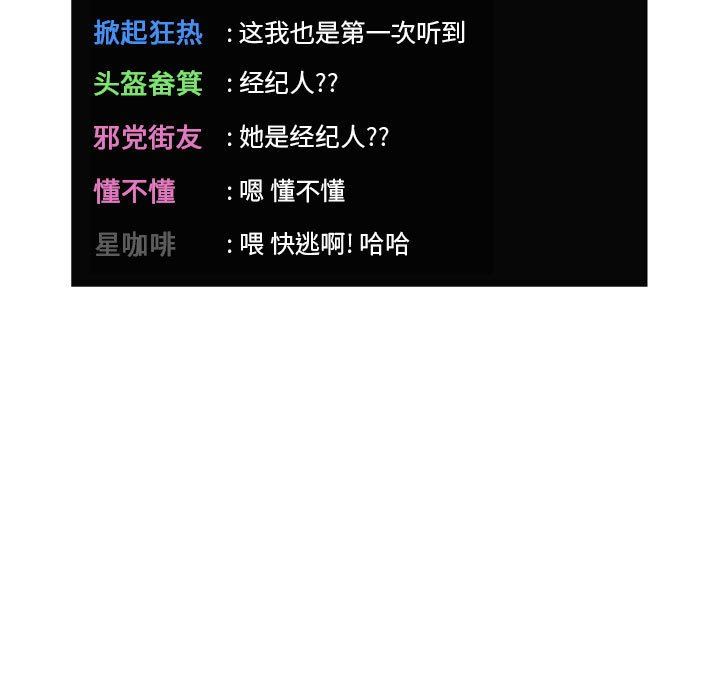 掀起狂热 : 这我也是第一次听到
头盔畚箕 : 经纪人??
邪党街友 : 她是经纪人??
懂不懂 : 嗯 懂不懂
星咖啡 : 喂 快逃啊! 哈哈